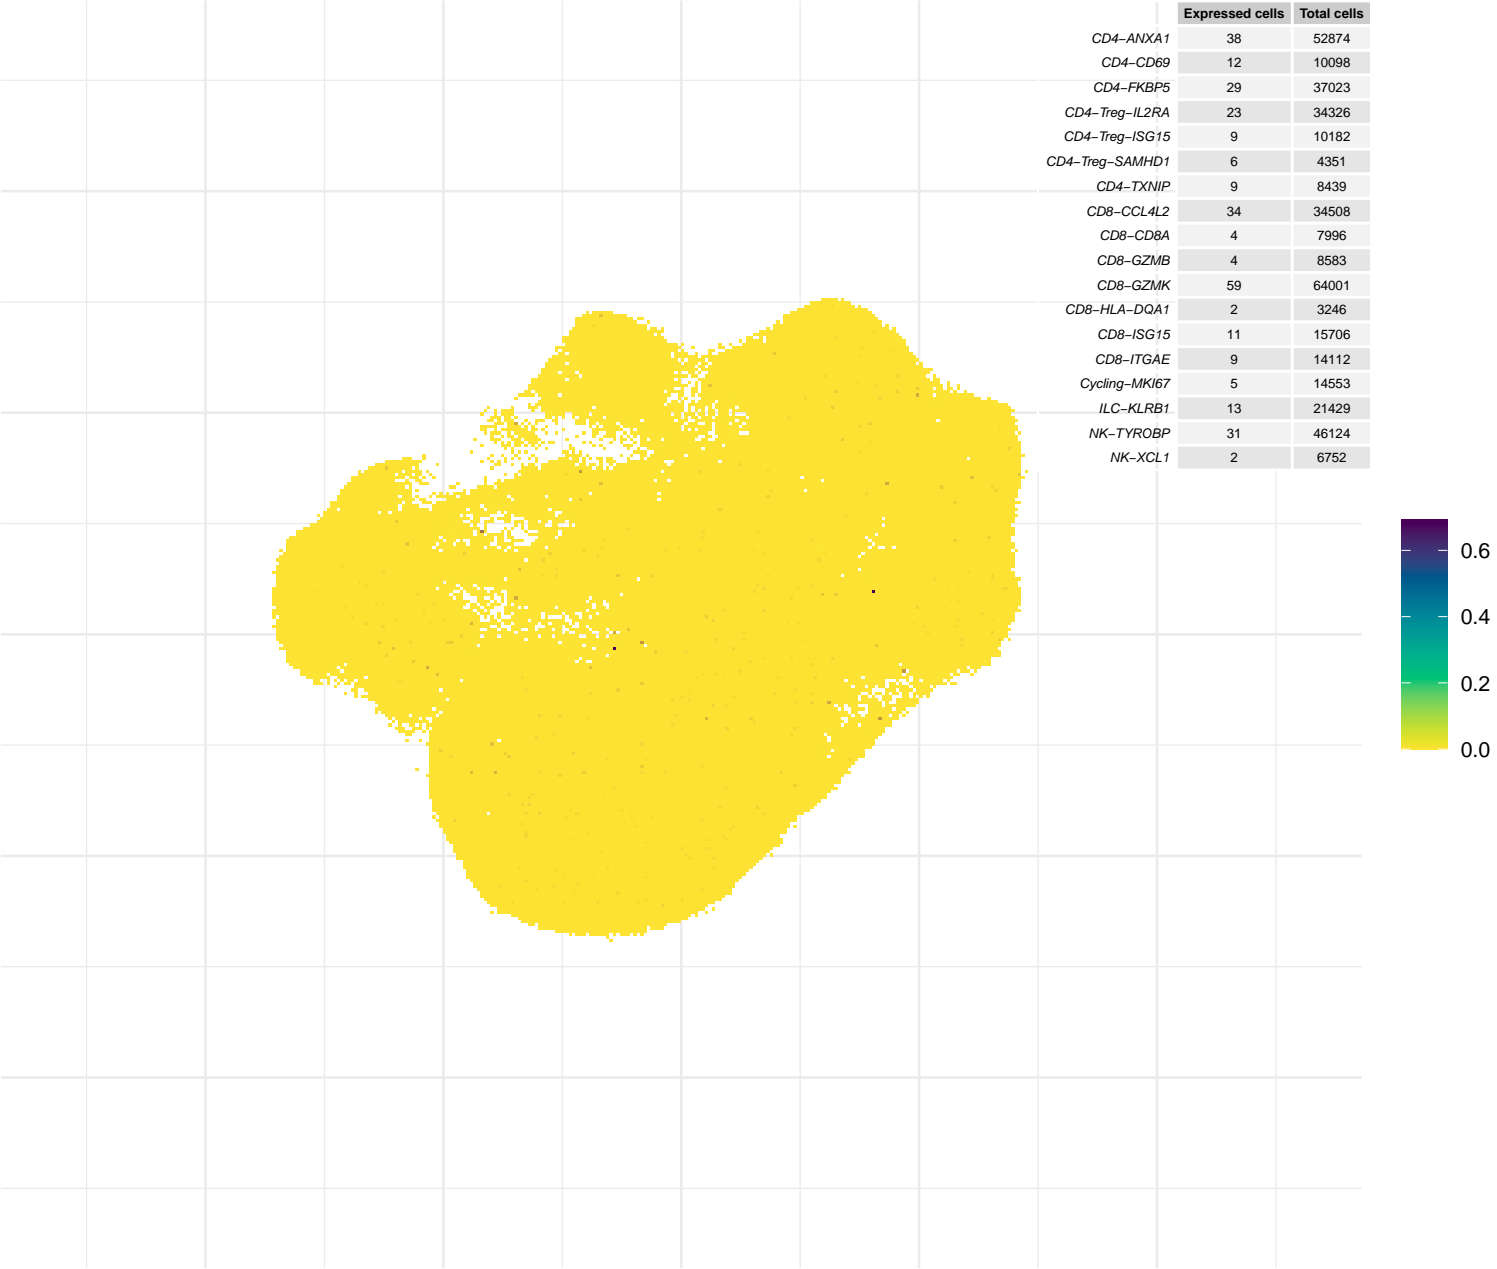 Expressed cells Total cells
CD4−ANXA1 38 52874
CD4−CD69 12 10098
CD4−FKBP5 29 37023
CD4−Treg−IL2RA 23 34326
CD4−Treg−ISG15 9 10182
CD4−Treg−SAMHD1 6 4351
CD4−TXNIP 9 8439
CD8−CCL4L2 34 34508
CD8−CD8A 4 7996
CD8−GZMB 4 8583
CD8−GZMK 59 64001
CD8−HLA−DQA1 2 3246
CD8−ISG15 11 15706
CD8−ITGAE 9 14112
Cycling−MKI67 5 14553
ILC−KLRB1 13 21429
NK−TYROBP 31 46124
NK−XCL1 2 6752
0.6
0.4
0.2
0.0